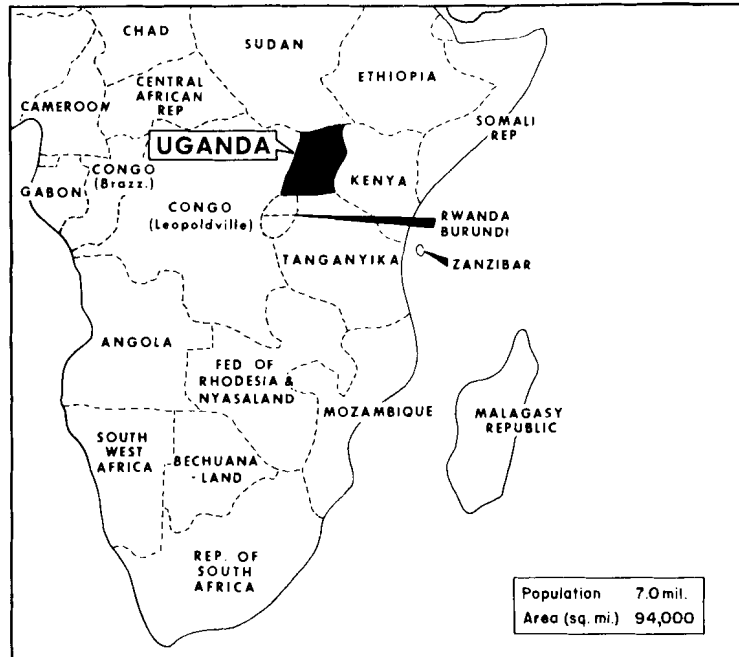 CHAD
SUDAN
ETHIOPIA
CENTRAL
AFRICAN
REP
CAMEROON
SOMALI
REP
UGANDA
CONGO
(Brazz.)
GABON
KENYA
CONGO
(Leopoldville)
RWANDA
BURUNDI
TANGANYIKA
ZANZIBAR
ANGOLA
FED OF
RHODESIA &
NYASALAND
MOZAMBIQUE
MALAGASY
REPUBLIC
SOUTH
WEST
AFRICA
BECHUANA
-LAND
REP. OF
SOUTH
AFRICA
Population 7.0 mil.
Area (sq. mi.) 94,000